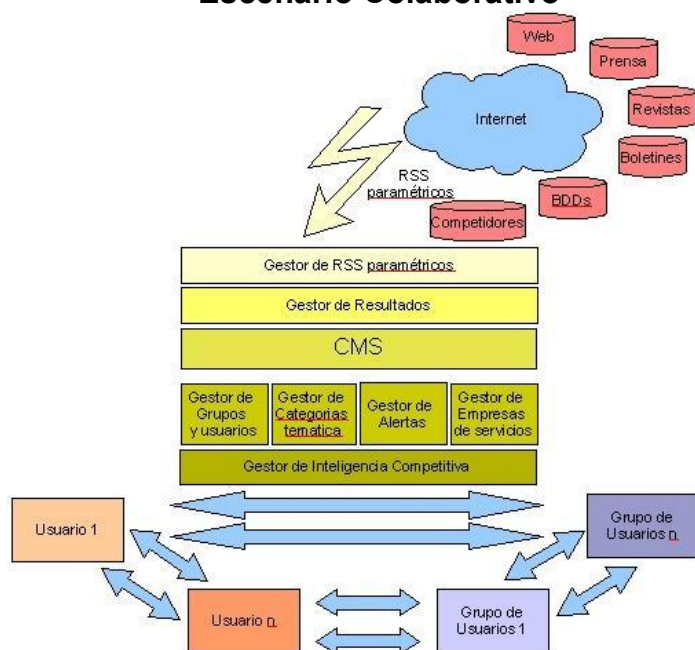 Escenario Colaborativo
Web
Prensa
Revistas
Internet
Boletines
RSS
paramétricos
BDDs
Competidores
Gestor de RSS paramétricos
Gestor de Resultados
CMS
Gestor de
Grupos
y usuarios
Gestor de
Categorias
tematica
Gestor de
Alertas
Gestor de
Empresas
de servicios
Gestor de Inteligencia Competitiva
Usuario 1
Grupo de
Usuarios n
Usuario n
Grupo de
Usuarios 1